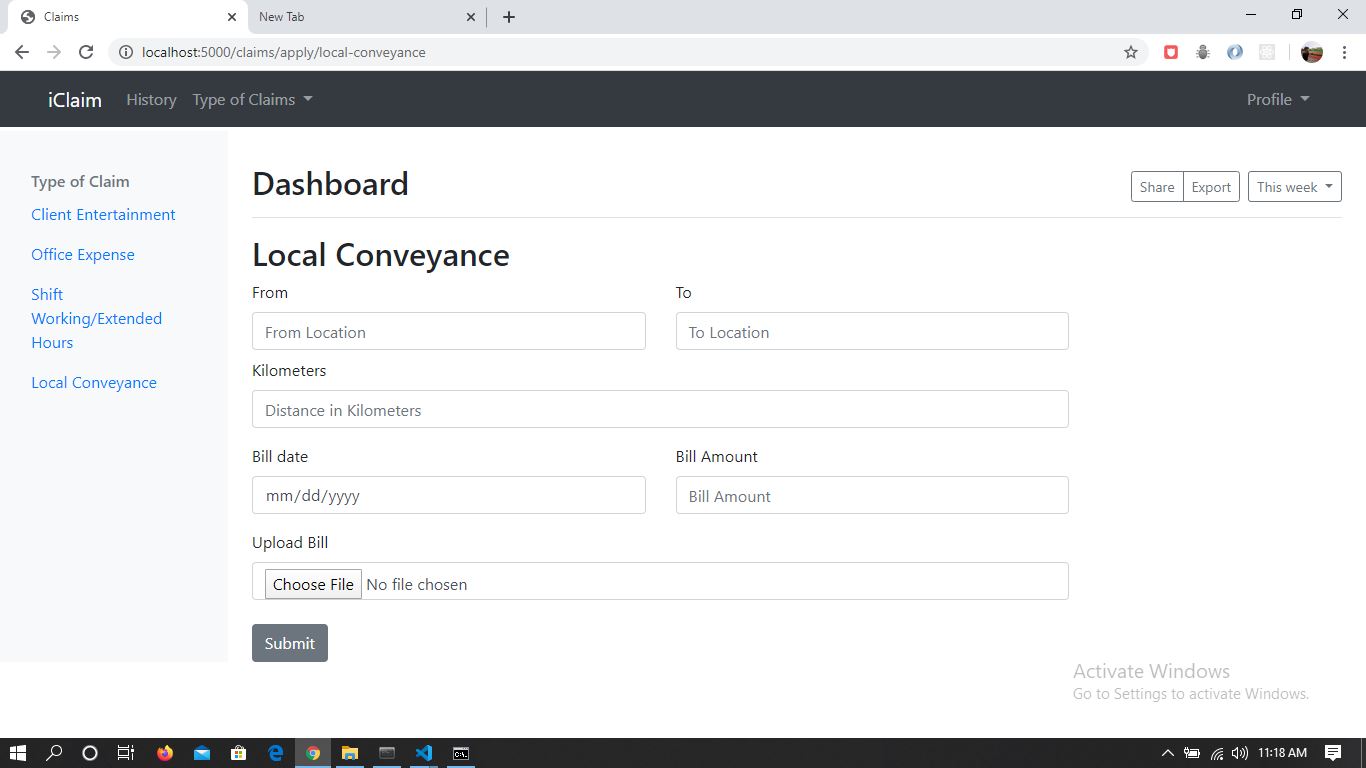 Claims
New Tab
localhost:5000/claims/apply/local-conveyance
iClaim History Type of Claims Profile
Type of Claim
Client Entertainment
Office Expense
Shift
Working/Extended
Hours
Local Conveyance
Dashboard
Share Export This week
Local Conveyance
From To
From Location To Location
Kilometers
Distance in Kilometers
Bill date Bill Amount
mm/dd/yyyy Bill Amount
Upload Bill
Choose File No file chosen
Submit
Activate Windows
Go to Settings to activate Windows.
11:18 AM